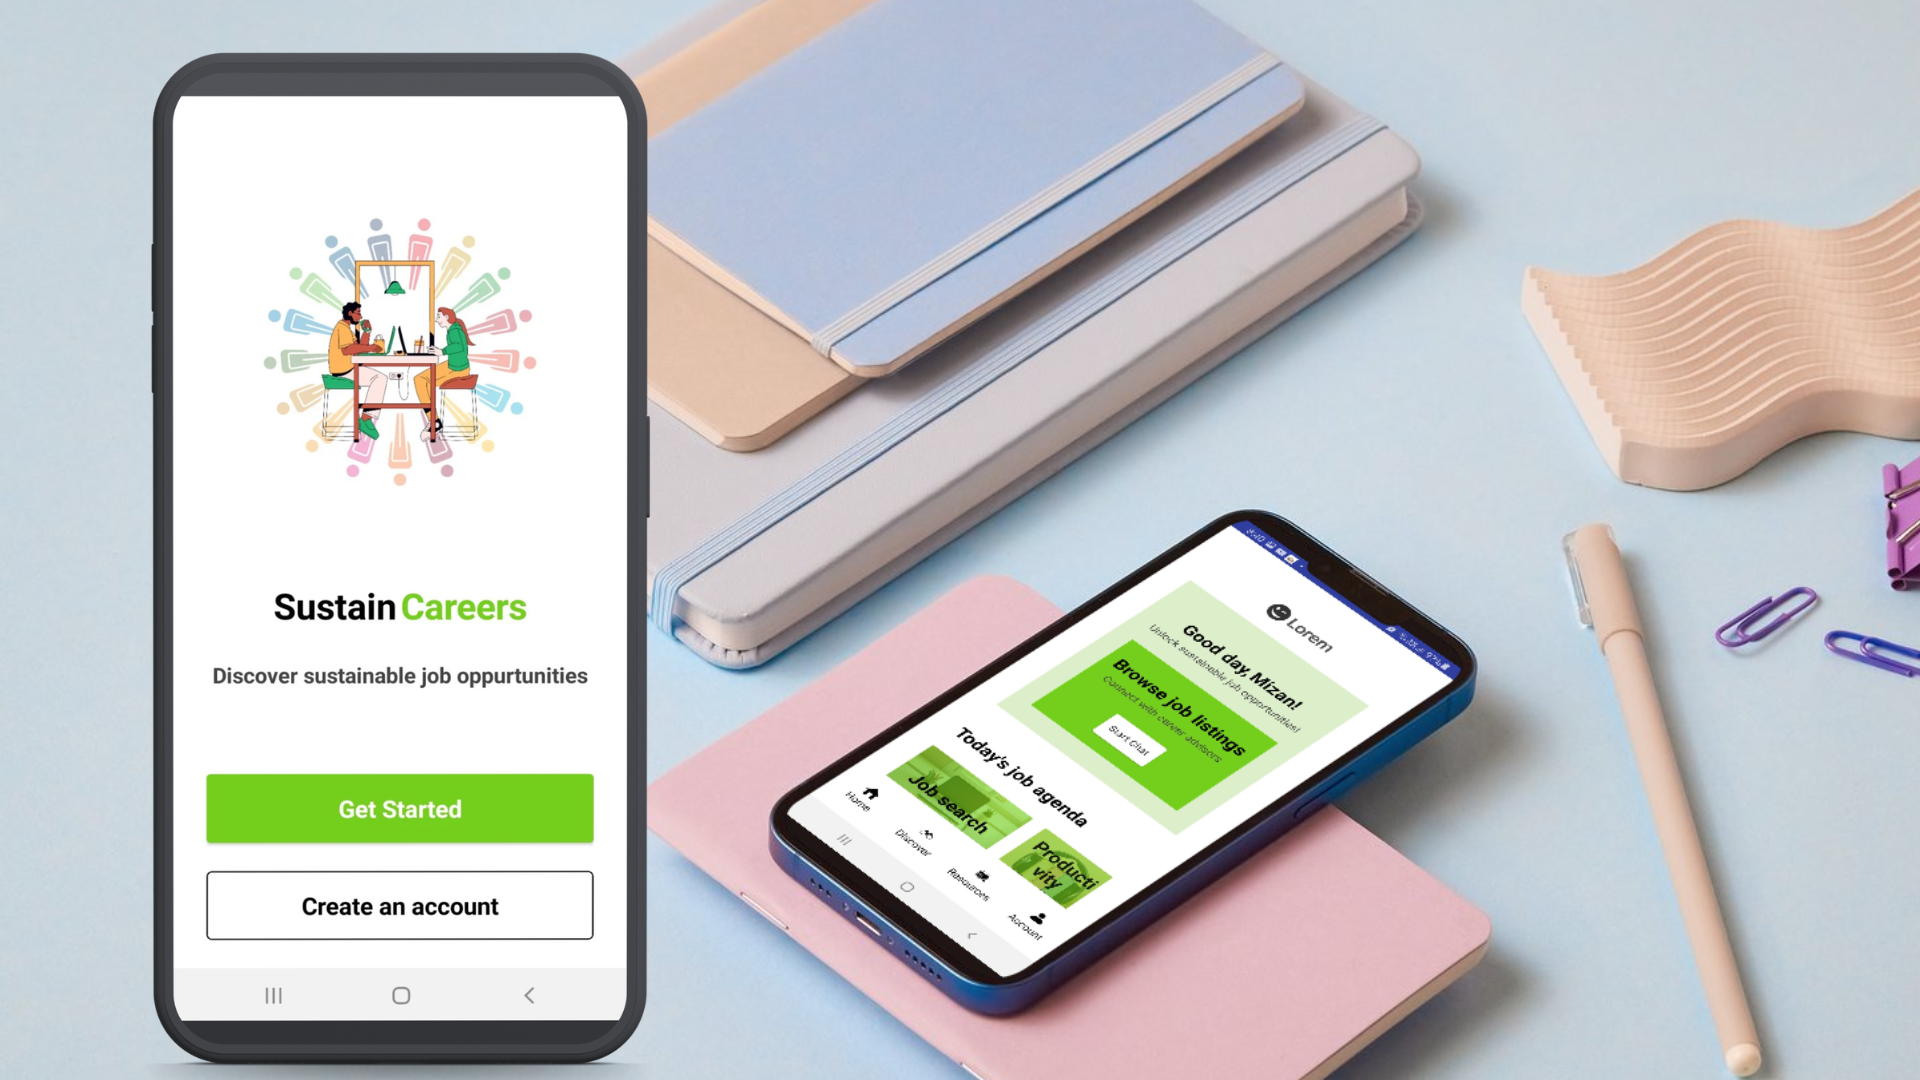 Sustain Careers
Discover sustainable job oppurtunities
Get Started
Create an account
Lorem
Good day, Mizan!
Unlock sustainable job opportunities!
Browse job listings
Connect with career advisors
Start Chat
Today's job agenda
Job search
Producti
vity
Home
Discover
Resources
Account